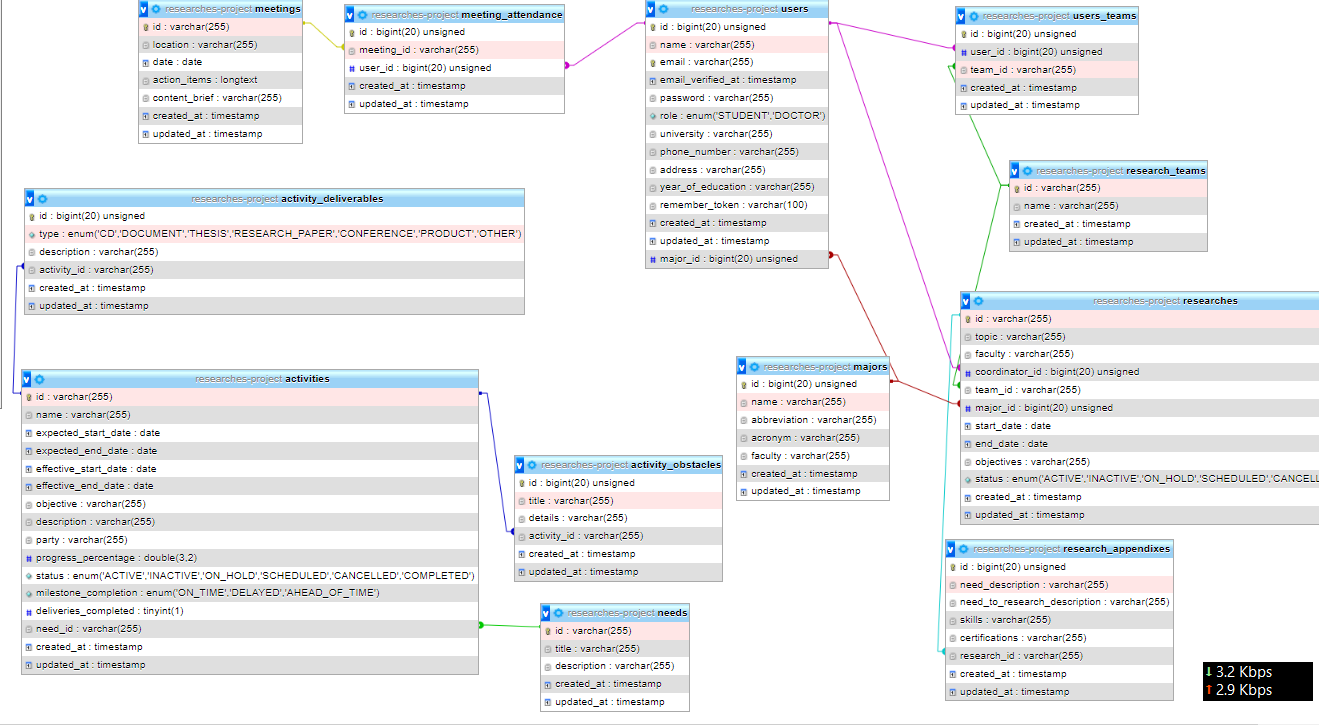 researches-project meetings
id : varchar(255)
location : varchar(255)
date : date
action_items : longtext
content_brief : varchar(255)
created_at : timestamp
updated_at : timestamp
researches-project meeting_attendance
id : bigint(20) unsigned
meeting_id : varchar(255)
user_id : bigint(20) unsigned
created_at : timestamp
updated_at : timestamp
researches-project users
id : bigint(20) unsigned
name : varchar(255)
email : varchar(255)
email_verified_at : timestamp
password : varchar(255)
role : enum('STUDENT','DOCTOR')
university : varchar(255)
phone_number : varchar(255)
address : varchar(255)
year_of_education : varchar(255)
remember_token : varchar(100)
created_at : timestamp
updated_at : timestamp
major_id : bigint(20) unsigned
researches-project users_teams
id : bigint(20) unsigned
user_id : bigint(20) unsigned
team_id : varchar(255)
created_at : timestamp
updated_at : timestamp
researches-project research_teams
id : varchar(255)
name : varchar(255)
created_at : timestamp
updated_at : timestamp
researches-project activity_deliverables
id : bigint(20) unsigned
type : enum('CD','DOCUMENT','THESIS','RESEARCH_PAPER','CONFERENCE','PRODUCT','OTHER')
description : varchar(255)
activity_id : varchar(255)
created_at : timestamp
updated_at : timestamp
researches-project researches
id : varchar(255)
topic : varchar(255)
faculty : varchar(255)
coordinator_id : bigint(20) unsigned
team_id : varchar(255)
major_id : bigint(20) unsigned
start_date : date
end_date : date
objectives : varchar(255)
status : enum('ACTIVE','INACTIVE','ON_HOLD','SCHEDULED','CANCELL
created_at : timestamp
updated_at : timestamp
researches-project activities
id : varchar(255)
name : varchar(255)
expected_start_date : date
expected_end_date : date
effective_start_date : date
effective_end_date : date
objective : varchar(255)
description : varchar(255)
party : varchar(255)
progress_percentage : double(3,2)
status : enum('ACTIVE','INACTIVE','ON_HOLD','SCHEDULED','CANCELLED','COMPLETED')
milestone_completion : enum('ON_TIME','DELAYED','AHEAD_OF_TIME')
deliveries_completed : tinyint(1)
need_id : varchar(255)
created_at : timestamp
updated_at : timestamp
researches-project majors
id : bigint(20) unsigned
name : varchar(255)
abbreviation : varchar(255)
acronym : varchar(255)
faculty : varchar(255)
created_at : timestamp
updated_at : timestamp
researches-project activity_obstacles
id : bigint(20) unsigned
title : varchar(255)
details : varchar(255)
activity_id : varchar(255)
created_at : timestamp
updated_at : timestamp
researches-project research_appendixes
id : bigint(20) unsigned
need_description : varchar(255)
need_to_research_description : varchar(255)
skills : varchar(255)
certifications : varchar(255)
research_id : varchar(255)
created_at : timestamp
updated_at : timestamp
researches-project needs
id : varchar(255)
title : varchar(255)
description : varchar(255)
created_at : timestamp
updated_at : timestamp
↓ 3.2 Kbps
↑ 2.9 Kbps